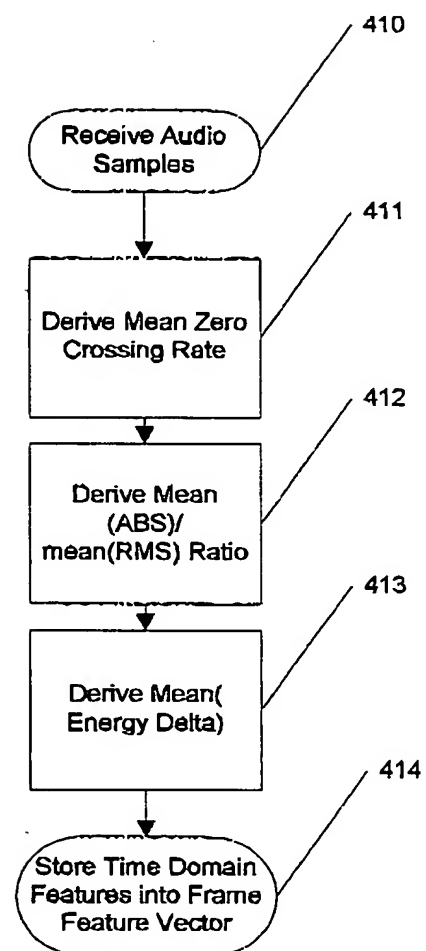 410
Receive Audio
Samples
411
Derive Mean Zero
Crossing Rate
412
Derive Mean
(ABS)/
mean(RMS) Ratio
413
Derive Mean(
Energy Delta)
414
Store Time Domain
Features into Frame
Feature Vector